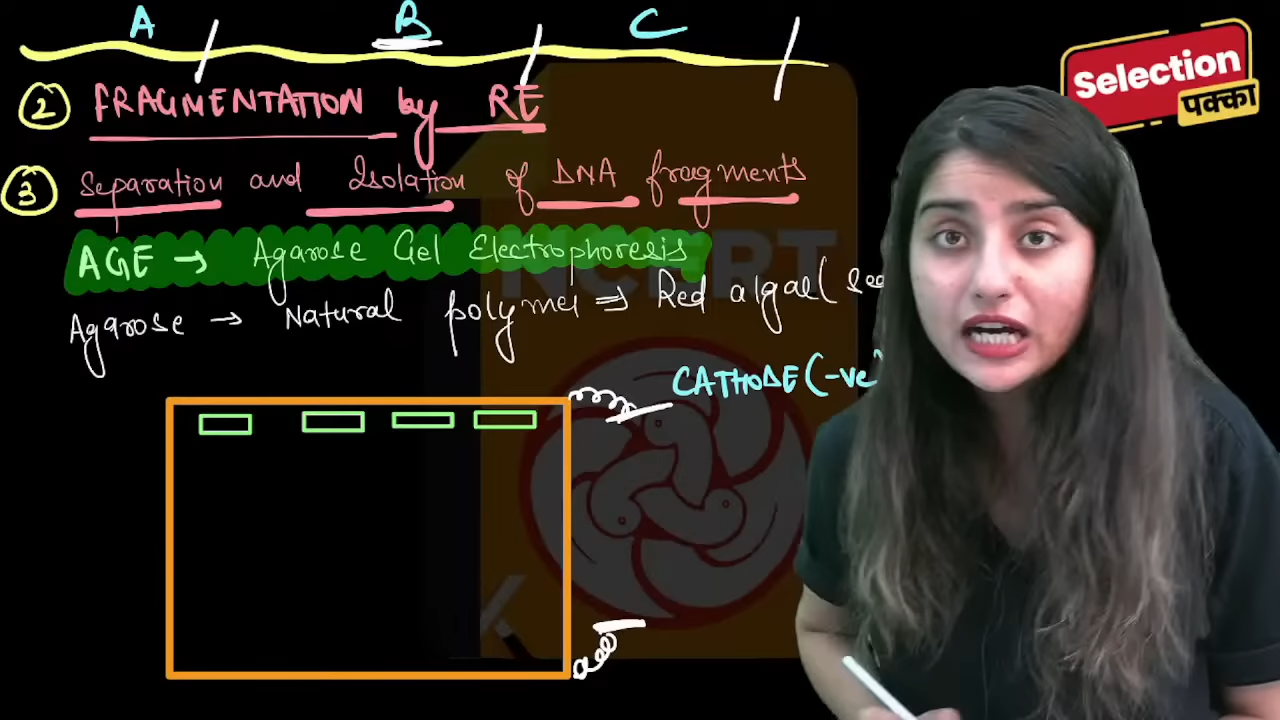 A B C
② FRAGMENTATION by RE
③ Separation and Isolation of DNA fragments
AGE → Agarose Gel Electrophoresis
Agarose → Natural polymer ⇒ Red algae (
CATHODE (-ve)
NCERT
Selection
पक्का